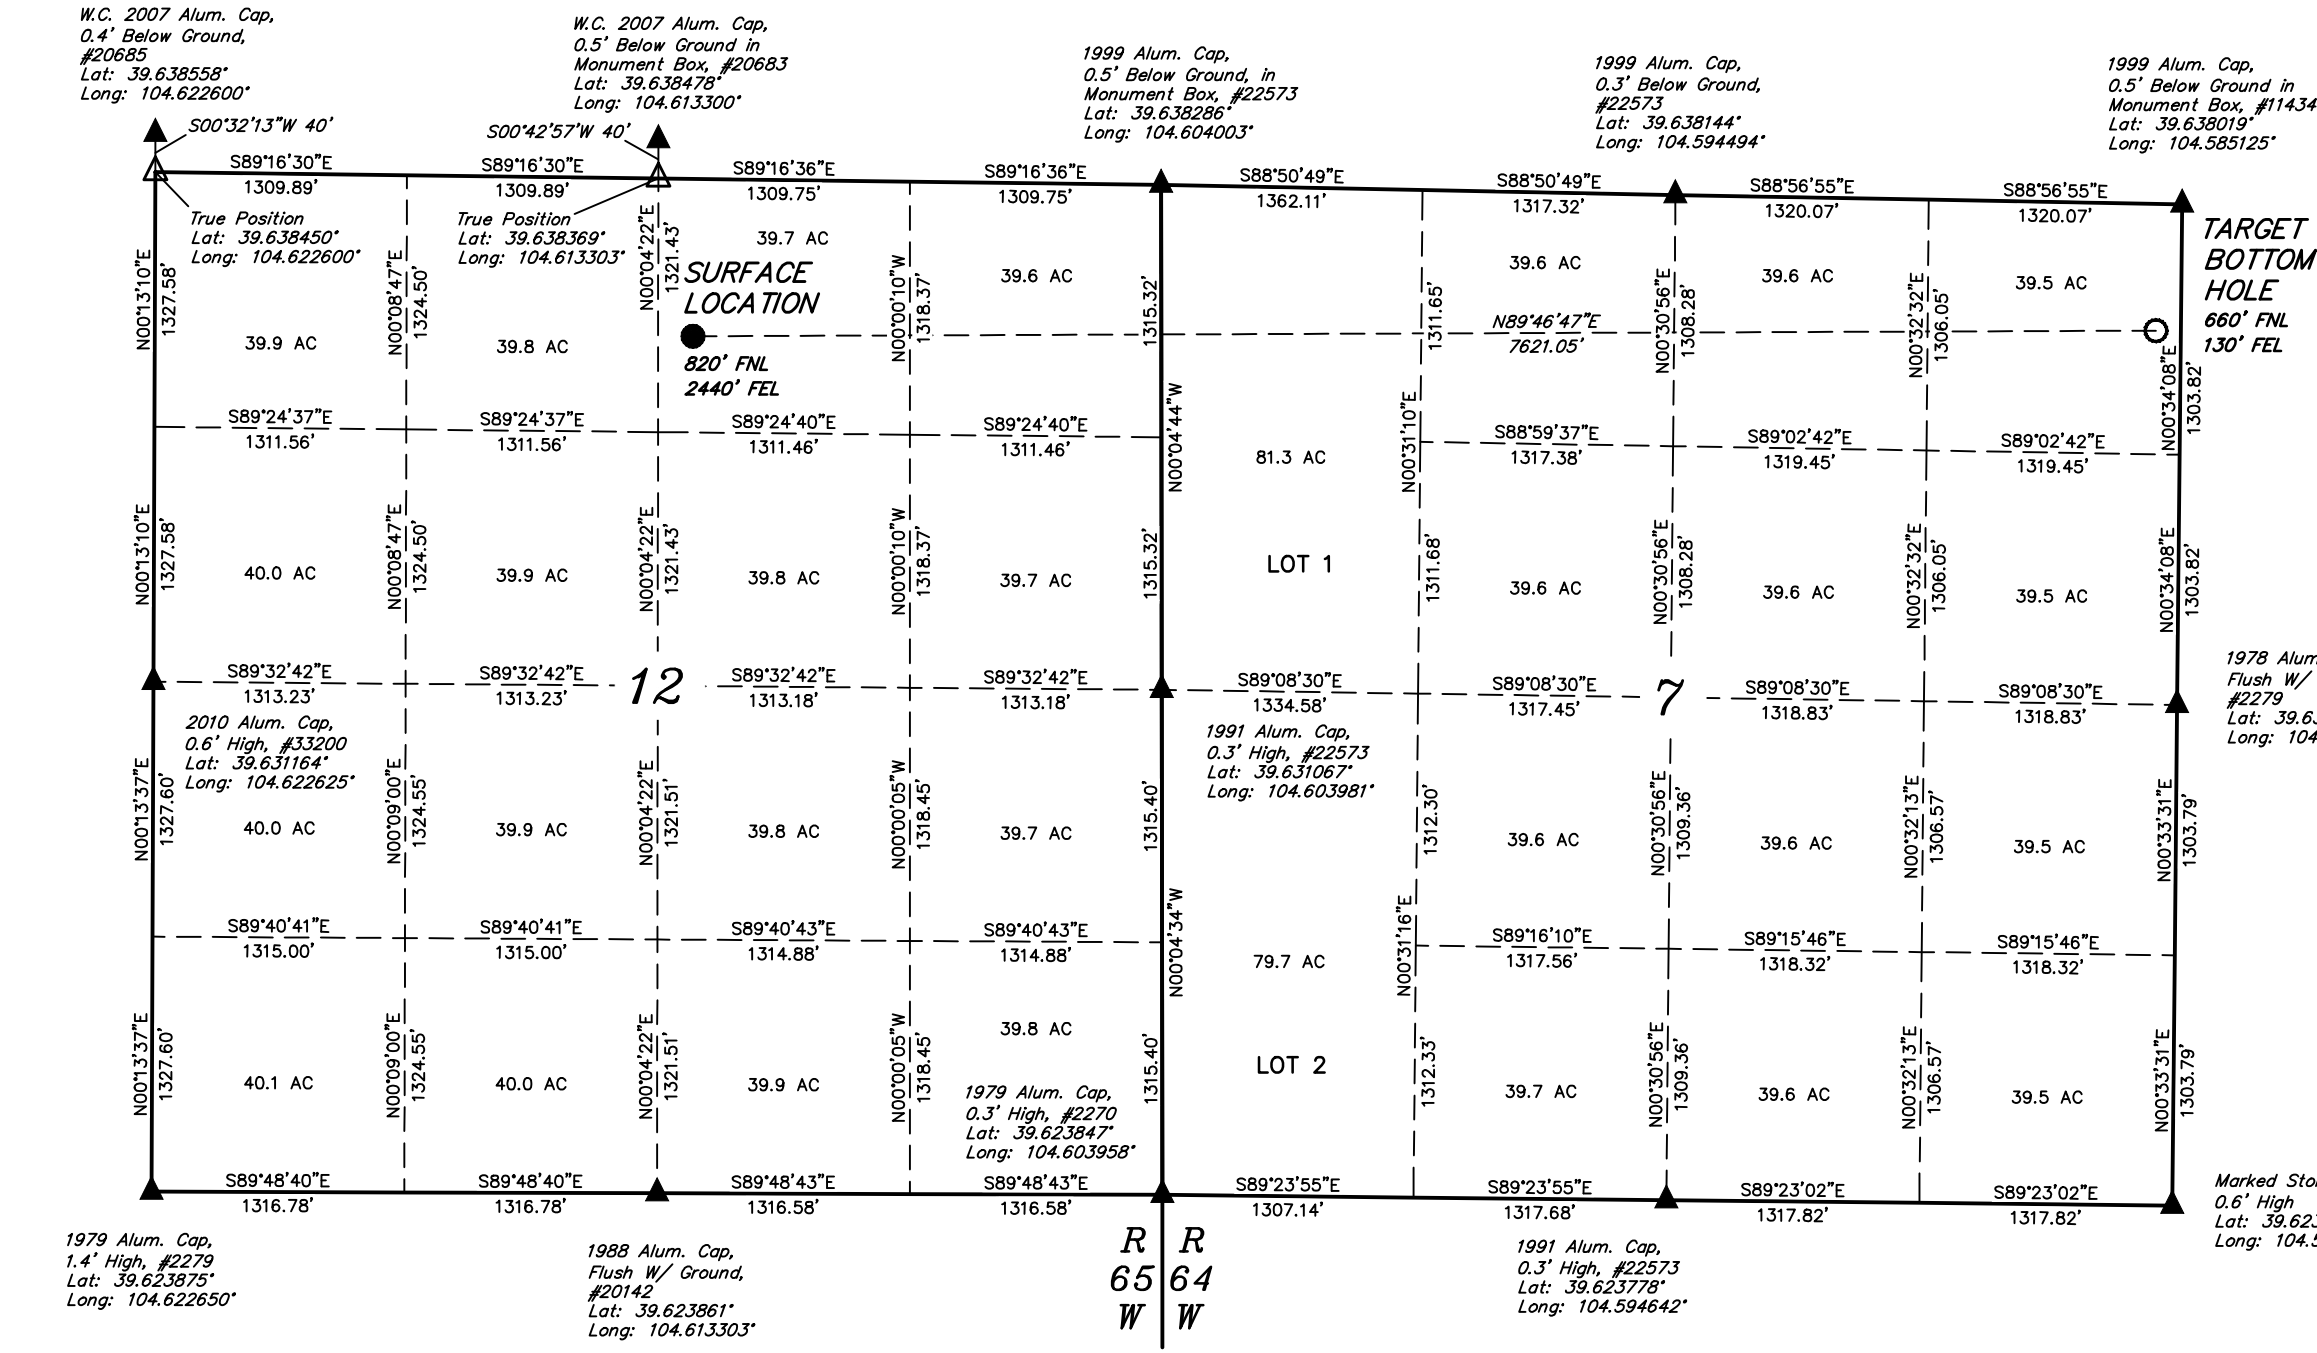 W.C. 2007 Alum. Cap,
0.4' Below Ground,
#20685
Lat: 39.638558°
Long: 104.622600°
W.C. 2007 Alum. Cap,
0.5' Below Ground in
Monument Box, #20683
Lat: 39.638478°
Long: 104.613300°
1999 Alum. Cap,
0.5' Below Ground, in
Monument Box, #22573
Lat: 39.638286°
Long: 104.604003°
1999 Alum. Cap,
0.3' Below Ground,
#22573
Lat: 39.638144°
Long: 104.594494°
1999 Alum. Cap,
0.5' Below Ground in
Monument Box, #11434
Lat: 39.638019°
Long: 104.585125°
S00°32'13"W 40'
S00°42'57"W 40'
S89°16'30"E
1309.89'
S89°16'30"E
1309.89'
S89°16'36"E
1309.75'
S89°16'36"E
1309.75'
S88°50'49"E
1362.11'
S88°50'49"E
1317.32'
S88°56'55"E
1320.07'
S88°56'55"E
1320.07'
True Position
Lat: 39.638450°
Long: 104.622600°
True Position
Lat: 39.638369°
Long: 104.613303°
N00°13'10"E
1327.58'
N00°08'47"E
1324.50'
N00°04'22"E
1321.43'
N00°00'10"W
1318.37'
1315.32'
1311.65'
N00°30'56"E
1308.28'
N00°32'32"E
1306.05'
N00°34'08"E
1303.82'
39.9 AC
39.8 AC
39.7 AC
39.6 AC
39.6 AC
39.6 AC
39.5 AC
SURFACE
LOCATION
820' FNL
2440' FEL
N89°46'47"E
7621.05'
TARGET
BOTTOM
HOLE
660' FNL
130' FEL
S89°24'37"E
1311.56'
S89°24'37"E
1311.56'
S89°24'40"E
1311.46'
S89°24'40"E
1311.46'
N00°04'44"W
81.3 AC
N00°31'10"E
S88°59'37"E
1317.38'
S89°02'42"E
1319.45'
S89°02'42"E
1319.45'
N00°13'10"E
1327.58'
N00°08'47"E
1324.50'
N00°04'22"E
1321.43'
N00°00'10"W
1318.37'
1315.32'
1311.68'
N00°30'56"E
1308.28'
N00°32'32"E
1306.05'
N00°34'08"E
1303.82'
40.0 AC
39.9 AC
39.8 AC
39.7 AC
LOT 1
39.6 AC
39.6 AC
39.5 AC
S89°32'42"E
1313.23'
S89°32'42"E
1313.23'
12
S89°32'42"E
1313.18'
S89°32'42"E
1313.18'
S89°08'30"E
1334.58'
S89°08'30"E
1317.45'
7
S89°08'30"E
1318.83'
S89°08'30"E
1318.83'
2010 Alum. Cap,
0.6' High, #33200
Lat: 39.631164°
Long: 104.622625°
1991 Alum. Cap,
0.3' High, #22573
Lat: 39.631067°
Long: 104.603981°
1978 Alum
Flush W/
#2279
Lat: 39.63
Long: 104
N00°13'37"E
1327.60'
N00°09'00"E
1324.55'
N00°04'22"E
1321.51'
N00°00'05"W
1318.45'
1315.40'
1312.30'
N00°30'56"E
1309.36'
N00°32'13"E
1306.57'
N00°33'31"E
1303.79'
40.0 AC
39.9 AC
39.8 AC
39.7 AC
39.6 AC
39.6 AC
39.5 AC
S89°40'41"E
1315.00'
S89°40'41"E
1315.00'
S89°40'43"E
1314.88'
S89°40'43"E
1314.88'
N00°04'34"W
79.7 AC
N00°31'16"E
S89°16'10"E
1317.56'
S89°15'46"E
1318.32'
S89°15'46"E
1318.32'
N00°13'37"E
1327.60'
N00°09'00"E
1324.55'
N00°04'22"E
1321.51'
N00°00'05"W
1318.45'
1315.40'
1312.33'
N00°30'56"E
1309.36'
N00°32'13"E
1306.57'
N00°33'31"E
1303.79'
40.1 AC
40.0 AC
39.9 AC
39.8 AC
LOT 2
39.7 AC
39.6 AC
39.5 AC
1979 Alum. Cap,
0.3' High, #2270
Lat: 39.623847°
Long: 104.603958°
S89°48'40"E
1316.78'
S89°48'40"E
1316.78'
S89°48'43"E
1316.58'
S89°48'43"E
1316.58'
S89°23'55"E
1307.14'
S89°23'55"E
1317.68'
S89°23'02"E
1317.82'
S89°23'02"E
1317.82'
Marked Sto
0.6' High
Lat: 39.623
Long: 104.5
1979 Alum. Cap,
1.4' High, #2279
Lat: 39.623875°
Long: 104.622650°
1988 Alum. Cap,
Flush W/ Ground,
#20142
Lat: 39.623861°
Long: 104.613303°
R R
65 64
W W
1991 Alum. Cap,
0.3' High, #22573
Lat: 39.623778°
Long: 104.594642°